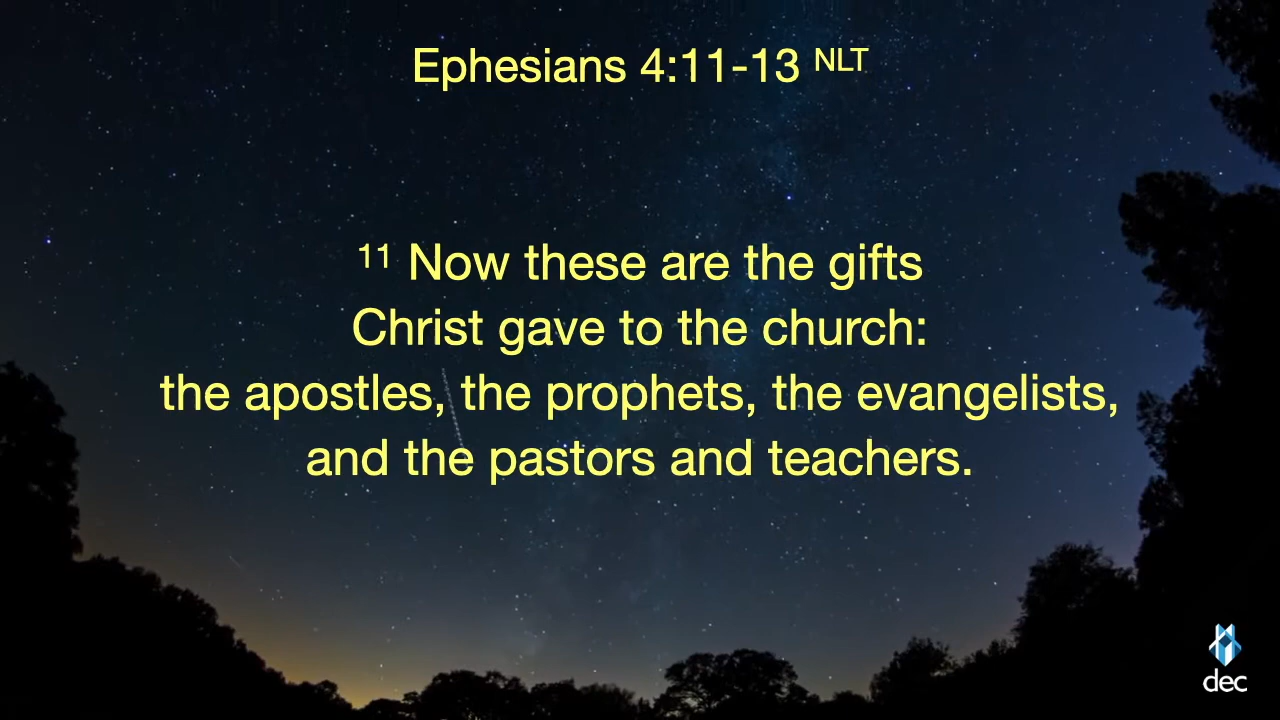 Ephesians 4:11-13 NLT
11 Now these are the gifts
Christ gave to the church:
the apostles, the prophets, the evangelists,
and the pastors and teachers.
dec